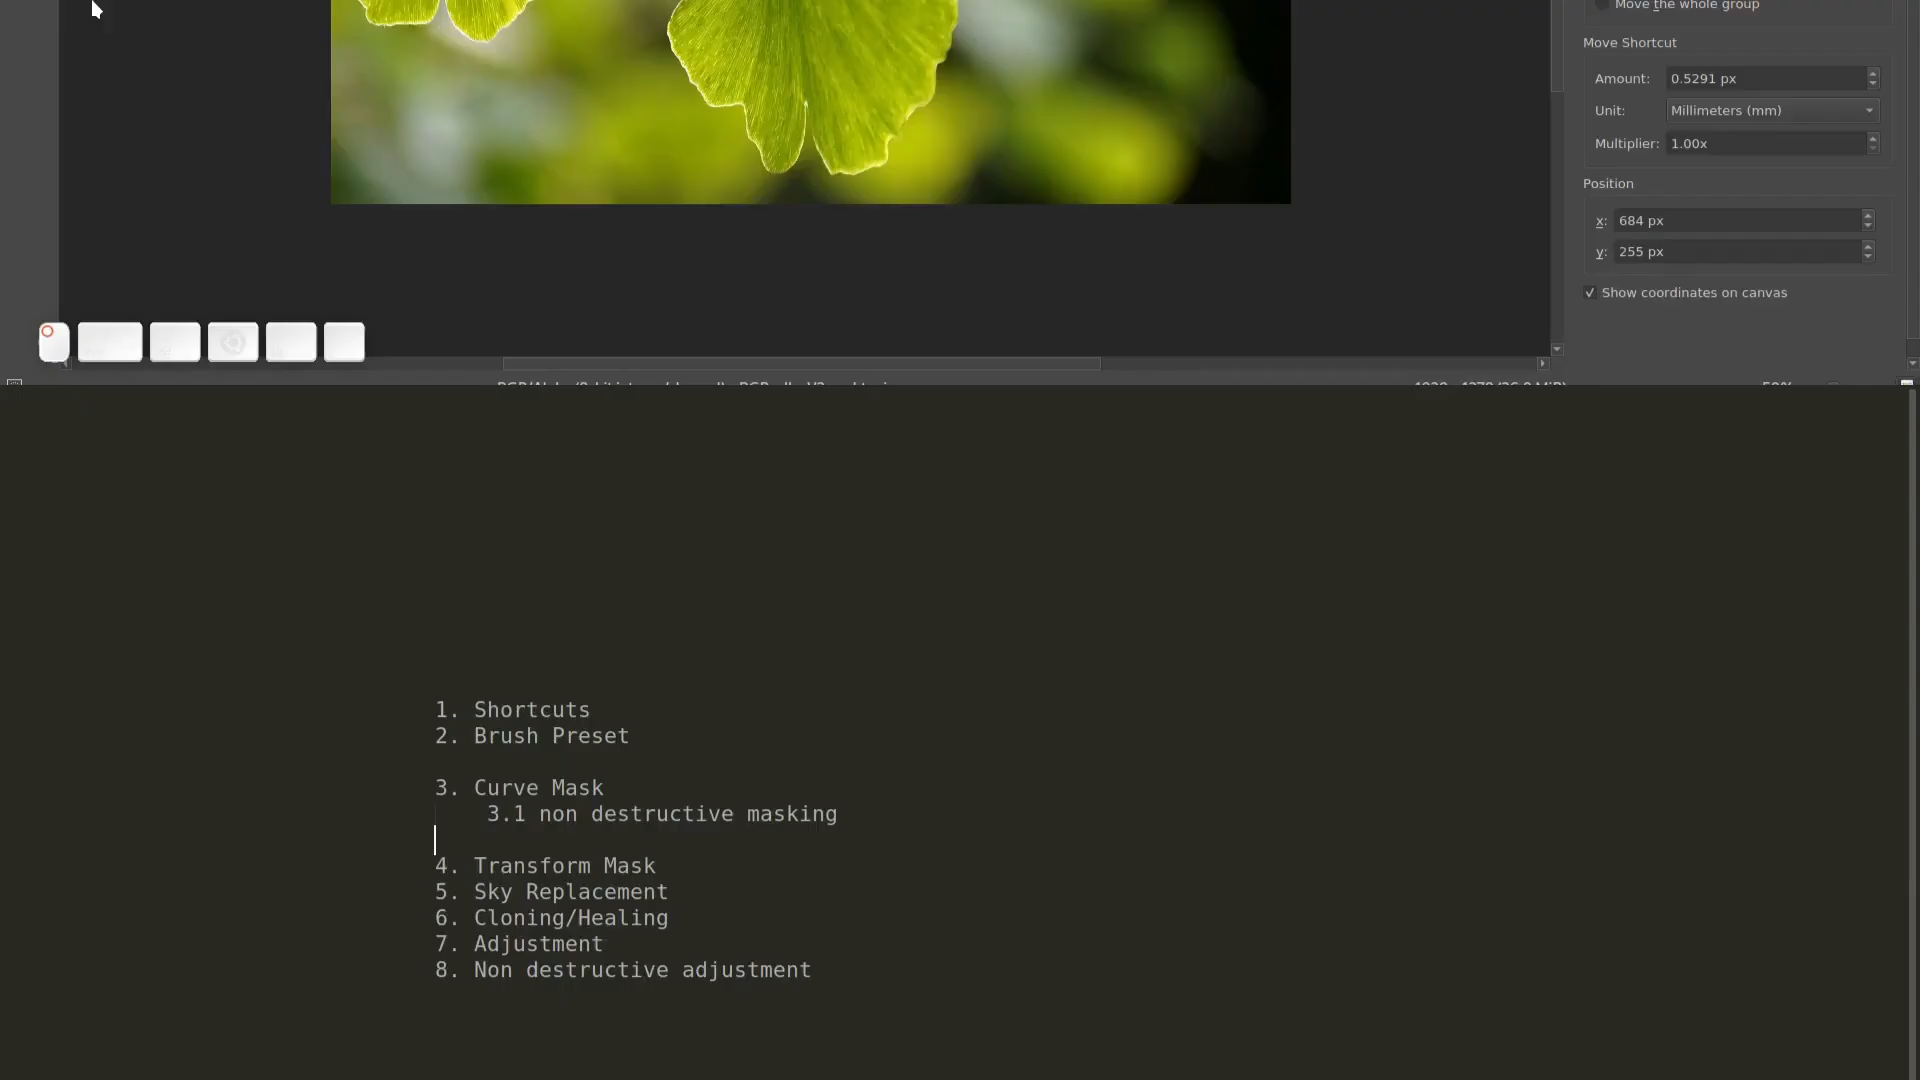 Move the whole group
Move Shortcut
Amount: 0.5291 px
Unit: Millimeters (mm)
Multiplier: 1.00x
Position
x: 684 px
y: 255 px
Show coordinates on canvas
1. Shortcuts
2. Brush Preset
3. Curve Mask
3.1 non destructive masking
4. Transform Mask
5. Sky Replacement
6. Cloning/Healing
7. Adjustment
8. Non destructive adjustment